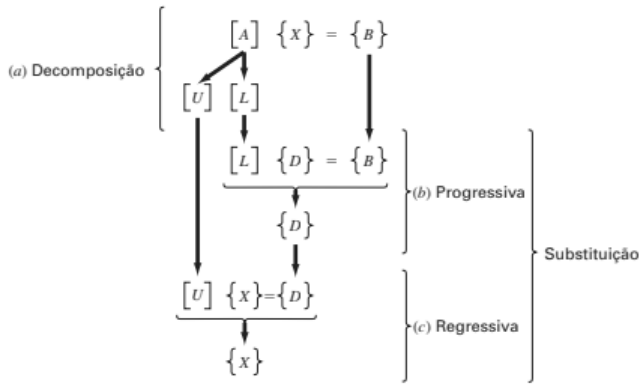 [A] {X} = {B}
(a) Decomposição
[U] [L]
[L] {D} = {B}
(b) Progressiva
{D}
Substituição
[U] {X}={D}
(c) Regressiva
{X}